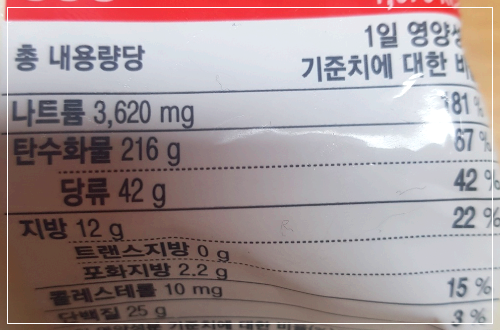 1일 영양성
총 내용량당 기준치에 대한 비
나트륨 3,620 mg 181 %
탄수화물 216 g 67 %
당류 42 g 42 %
지방 12 g 22 %
트랜스지방 0 g
포화지방 2.2 g 15 %
콜레스테롤 10 mg 3 %
단백질 25 g